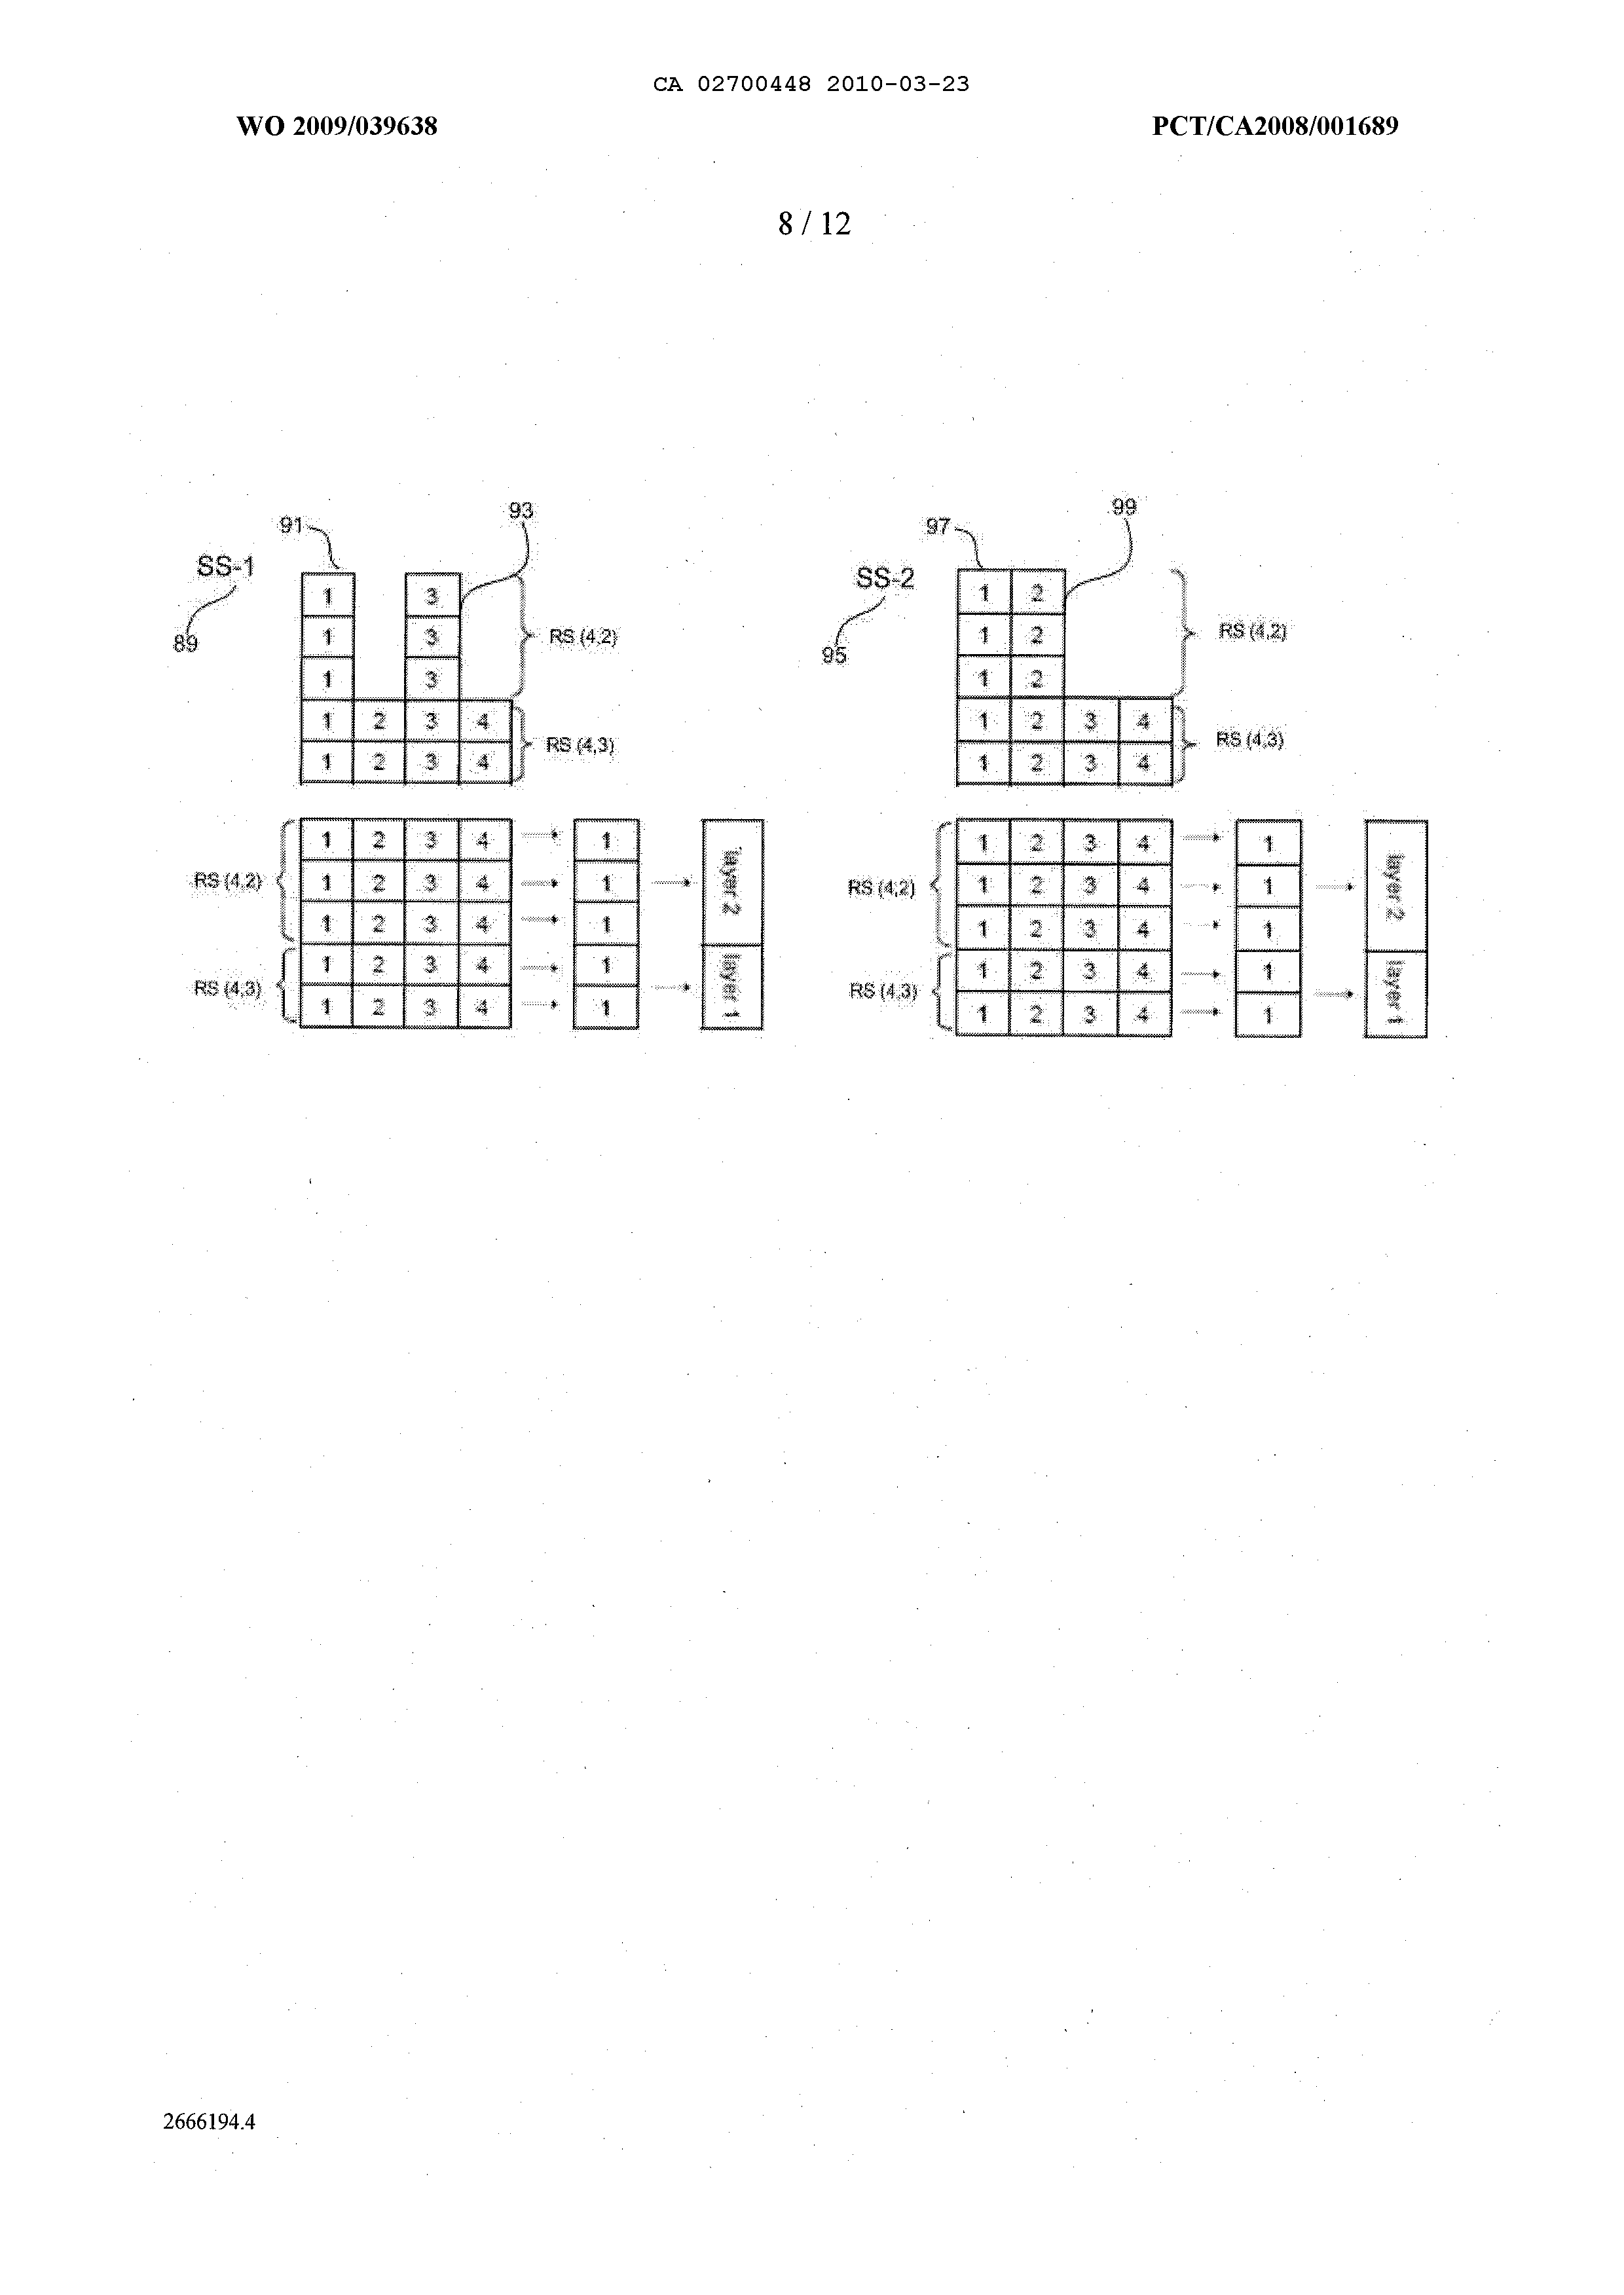 CA 02700448 2010-03-23
WO 2009/039638 PCT/CA2008/001689
8 / 12
91 93
SS-1
89
1 3
1 3
1 3
RS (4,2)
1 2 3 4
1 2 3 4
RS (4,3)
RS (4,2)
1 2 3 4 1
1 2 3 4 1
1 2 3 4 1
layer 2
RS (4,3)
1 2 3 4 1
1 2 3 4 1
layer 1
97 99
SS-2
95
1 2
1 2
1 2
RS (4,2)
1 2 3 4
1 2 3 4
RS (4,3)
RS (4,2)
1 2 3 4 1
1 2 3 4 1
1 2 3 4 1
layer 2
RS (4,3)
1 2 3 4 1
1 2 3 4 1
layer 1
2666194.4